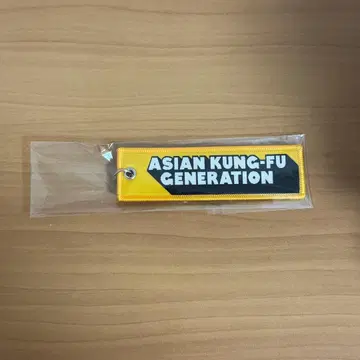 ASIAN KUNG-FU
GENERATION